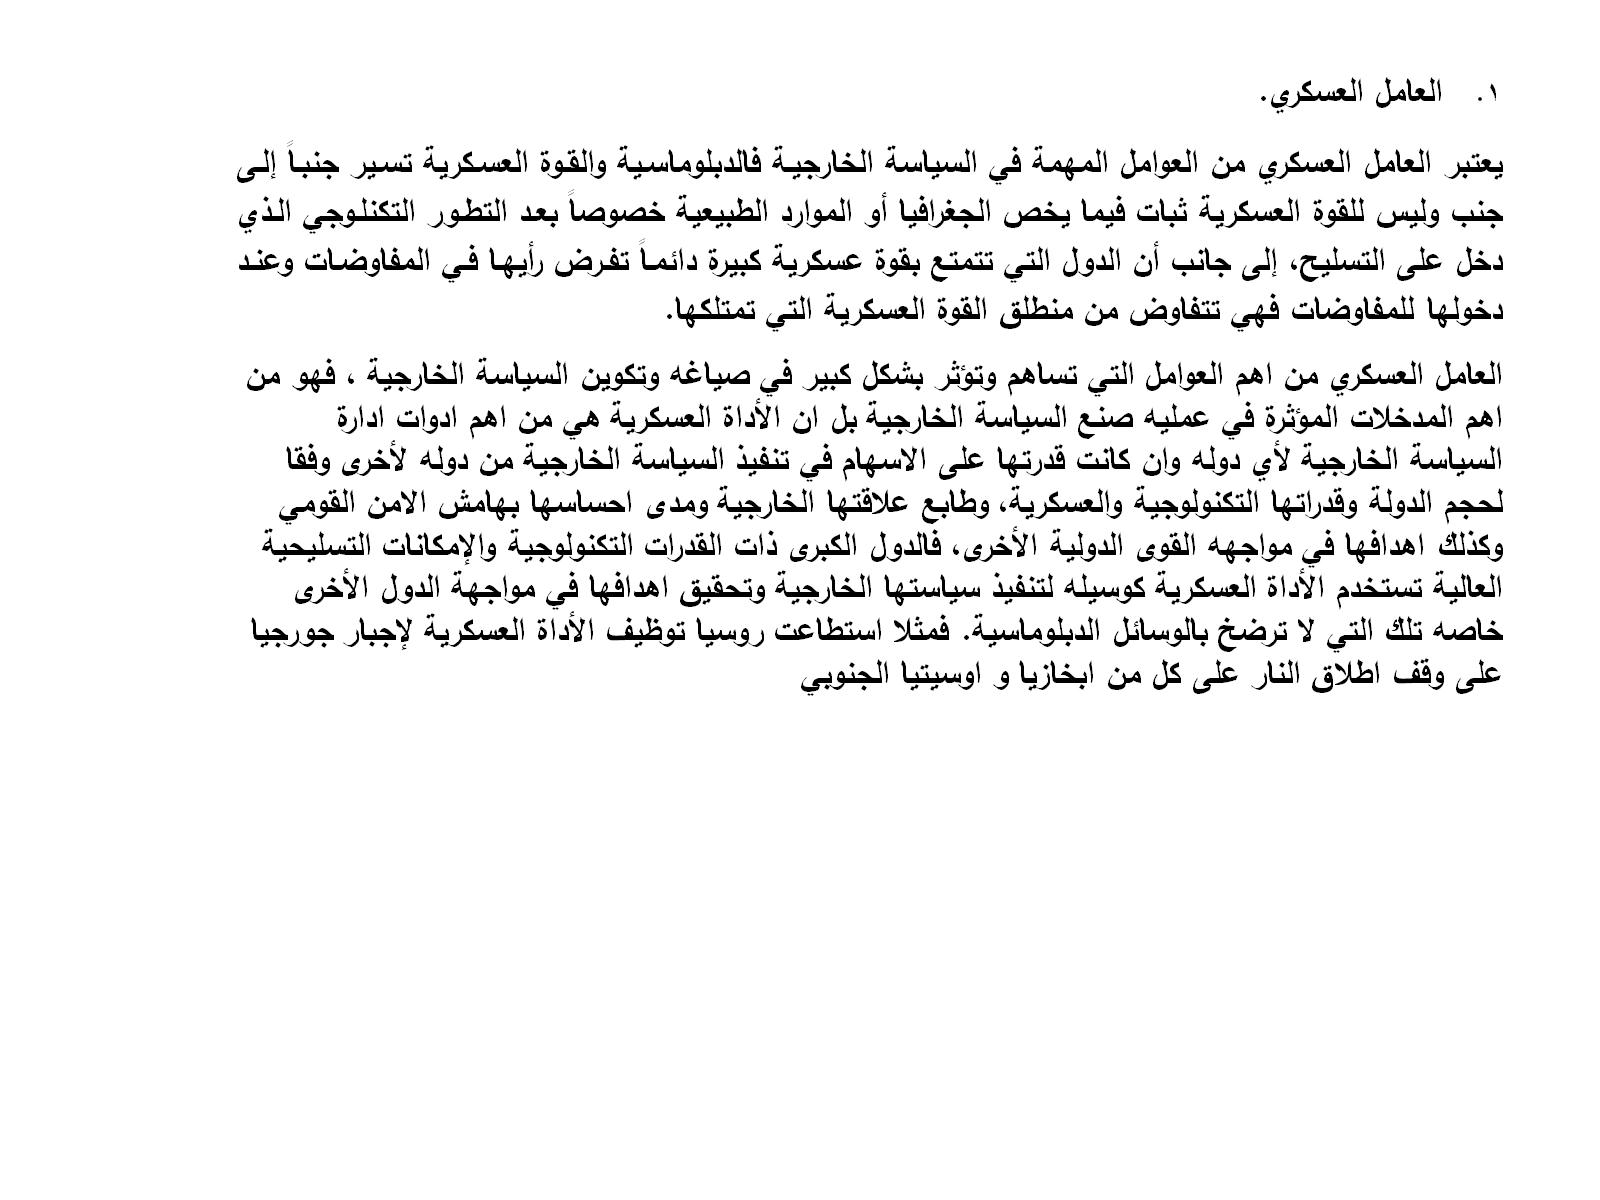 ١. العامل العسكري.
يعتبر العامل العسكري من العوامل المهمة في السياسة الخارجية فالدبلوماسية والقوة العسكرية تسير جنباً إلى
جنب وليس للقوة العسكرية ثبات فيما يخص الجغرافيا أو الموارد الطبيعية خصوصاً بعد التطور التكنلوجي الذي
دخل على التسليح، إلى جانب أن الدول التي تتمتع بقوة عسكرية كبيرة دائماً تفرض رأيها في المفاوضات وعند
دخولها للمفاوضات فهي تتفاوض من منطلق القوة العسكرية التي تمتلكها.
العامل العسكري من اهم العوامل التي تساهم وتؤثر بشكل كبير في صياغه وتكوين السياسة الخارجية ، فهو من
اهم المدخلات المؤثرة في عمليه صنع السياسة الخارجية بل ان الأداة العسكرية هي من اهم ادوات ادارة
السياسة الخارجية لأي دوله وان كانت قدرتها على الاسهام في تنفيذ السياسة الخارجية من دوله لأخرى وفقا
لحجم الدولة وقدراتها التكنولوجية والعسكرية، وطابع علاقتها الخارجية ومدى احساسها بهامش الامن القومي
وكذلك اهدافها في مواجهه القوى الدولية الأخرى، فالدول الكبرى ذات القدرات التكنولوجية والإمكانات التسليحية
العالية تستخدم الأداة العسكرية كوسيله لتنفيذ سياستها الخارجية وتحقيق اهدافها في مواجهة الدول الأخرى
خاصه تلك التي لا ترضخ بالوسائل الدبلوماسية. فمثلا استطاعت روسيا توظيف الأداة العسكرية لإجبار جورجيا
على وقف اطلاق النار على كل من ابخازيا و اوسيتيا الجنوبي